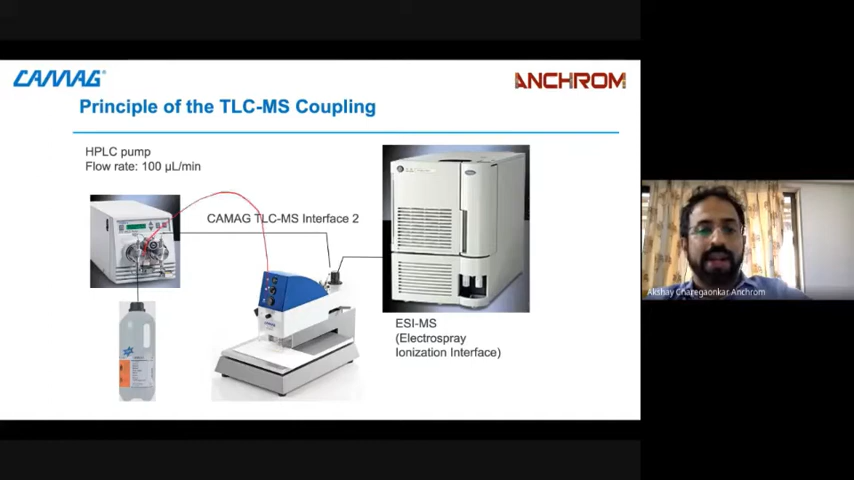 CAMAG
ANCHROM
Principle of the TLC-MS Coupling
HPLC pump
Flow rate: 100 µL/min
CAMAG TLC-MS Interface 2
ESI-MS
(Electrospray
Ionization Interface)
Akshay Charegaonkar Anchrom